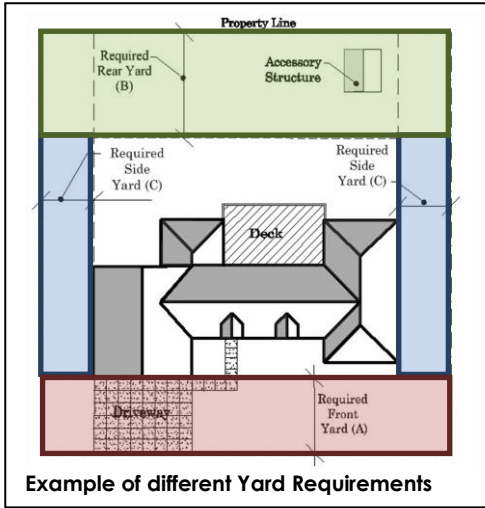 Property Line
Required
Rear Yard
(B)
Accessory
Structure
Required
Side
Yard (C)
Required
Side
Yard (C)
Deck
Driveway
Required
Front
Yard (A)
Example of different Yard Requirements